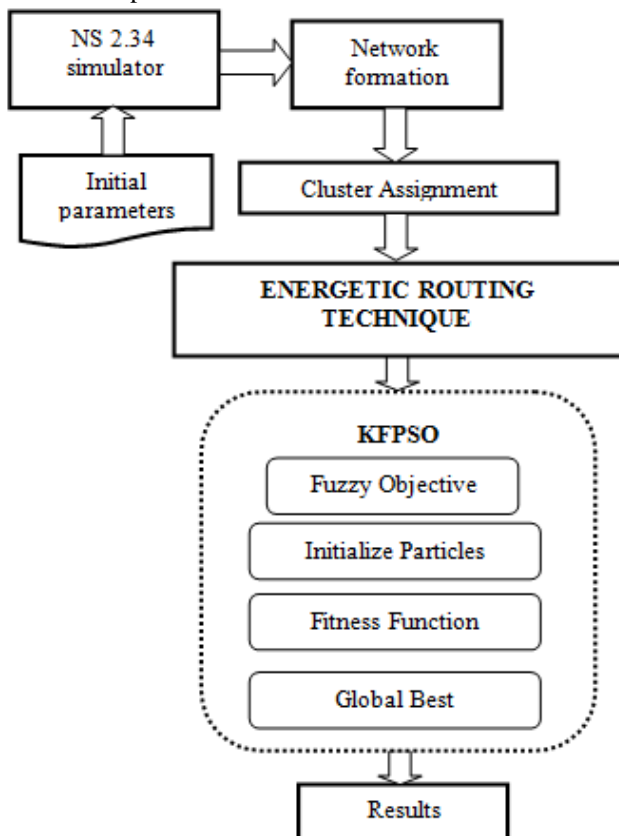 NS 2.34
simulator
Network
formation
Initial
parameters
Cluster Assignment
ENERGETIC ROUTING
TECHNIQUE
KFPSO
Fuzzy Objective
Initialize Particles
Fitness Function
Global Best
Results